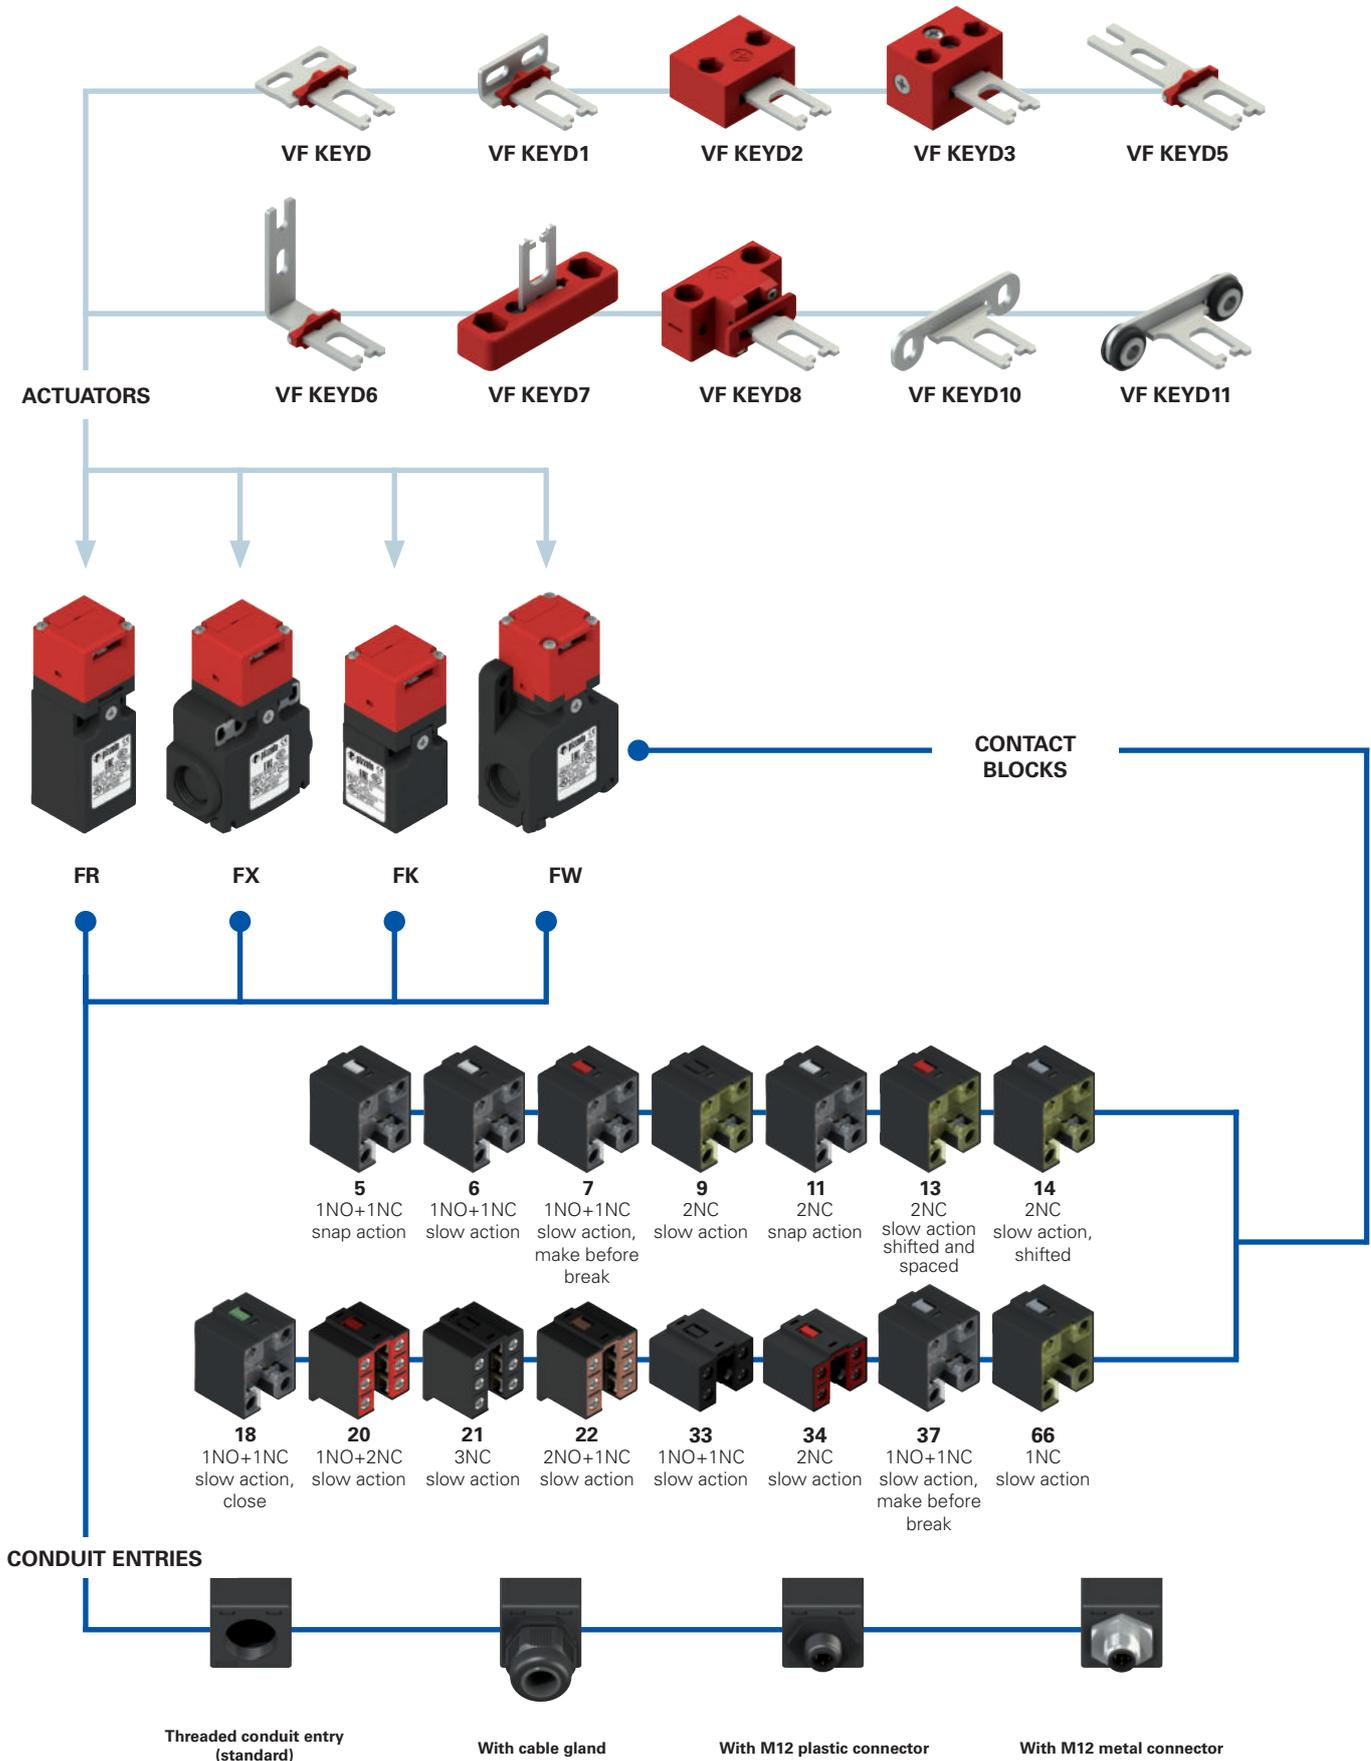 VF KEYD
VF KEYD1
VF KEYD2
VF KEYD3
VF KEYD5
VF KEYD6
VF KEYD7
VF KEYD8
VF KEYD10
VF KEYD11
ACTUATORS
CONTACT
BLOCKS
FR
FX
FK
FW
5
1NO+1NC
snap action
6
1NO+1NC
slow action
7
1NO+1NC
slow action,
make before
break
9
2NC
slow action
11
2NC
snap action
13
2NC
slow action
shifted and
spaced
14
2NC
slow action,
shifted
18
1NO+1NC
slow action,
close
20
1NO+2NC
slow action
21
3NC
slow action
22
2NO+1NC
slow action
33
1NO+1NC
slow action
34
2NC
slow action
37
1NO+1NC
slow action,
make before
break
66
1NC
slow action
CONDUIT ENTRIES
Threaded conduit entry
(standard)
With cable gland
With M12 plastic connector
With M12 metal connector